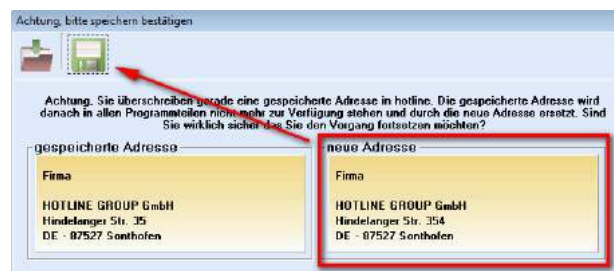 Achtung, bitte speichern bestätigen
Achtung. Sie überschreiben gerade eine gespeicherte Adresse in hotline. Die gespeicherte Adresse wird
danach in allen Programmteilen nicht mehr zur Verfügung stehen und durch die neue Adresse ersetzt. Sind
Sie wirklich sicher das Sie den Vorgang fortsetzen möchten?
gespeicherte Adresse
Firma
HOTLINE GROUP GmbH
Hindelanger Str. 35
DE - 87527 Sonthofen
neue Adresse
Firma
HOTLINE GROUP GmbH
Hindelanger Str. 354
DE - 87527 Sonthofen